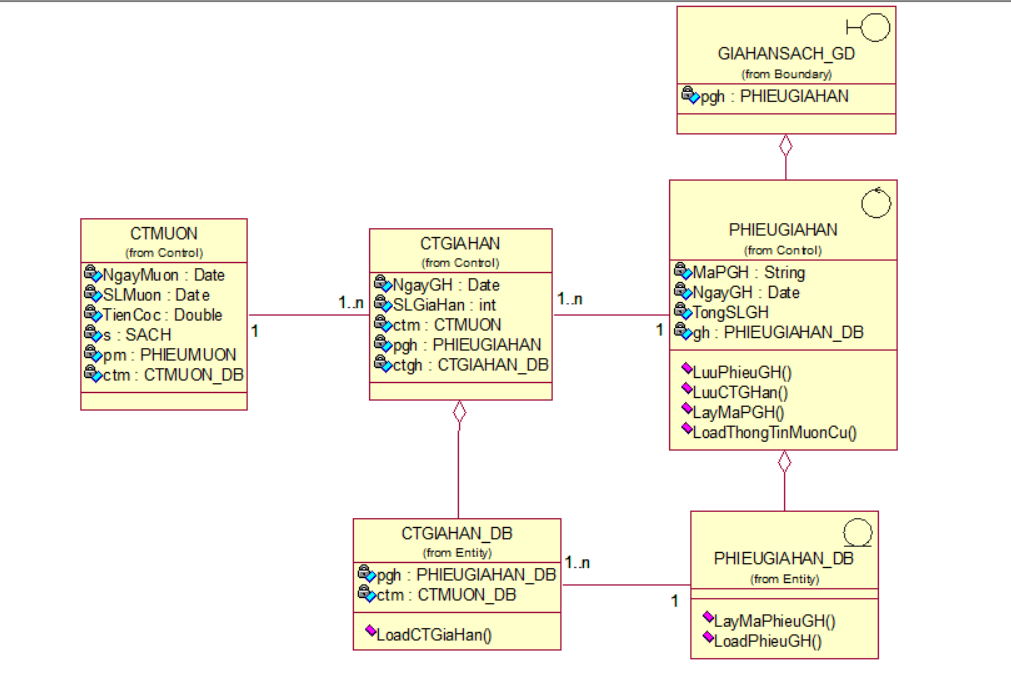 GIAHANSACH_GD
(from Boundary)
pgh : PHIEUGIAHAN
PHIEUGIAHAN
(from Control)
MaPGH : String
NgayGH : Date
TongSLGH
gh : PHIEUGIAHAN_DB
LuuPhieuGH()
LuuCTGHan()
LayMaPGH()
LoadThongTinMuonCu()
CTMUON
(from Control)
NgayMuon : Date
SLMuon : Date
TienCoc : Double
s : SACH
pm : PHIEUMUON
ctm : CTMUON_DB
1
1..n
CTGIAHAN
(from Control)
NgayGH : Date
SLGiaHan : int
ctm : CTMUON
pgh : PHIEUGIAHAN
ctgh : CTGIAHAN_DB
1..n
1
CTGIAHAN_DB
(from Entity)
pgh : PHIEUGIAHAN_DB
ctm : CTMUON_DB
LoadCTGiaHan()
1..n
1
PHIEUGIAHAN_DB
(from Entity)
LayMaPhieuGH()
LoadPhieuGH()